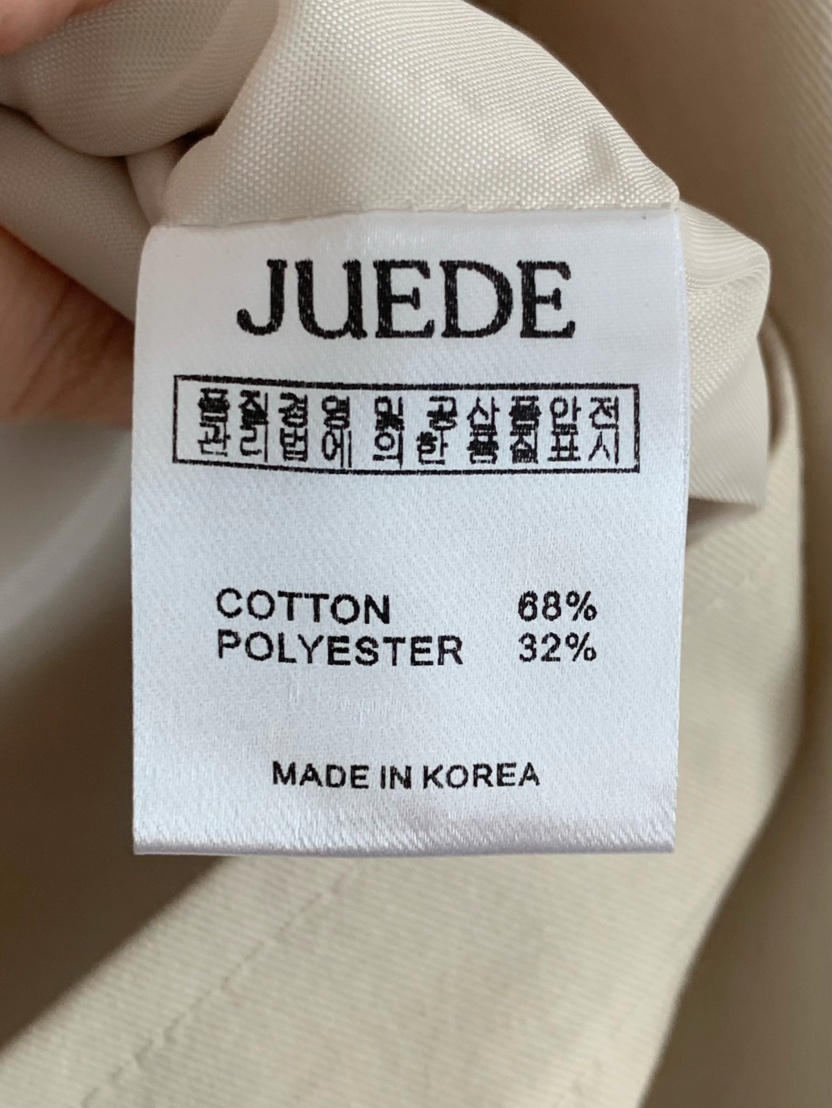 JUEDE
품질경영 및 공산품안전
관리법에 의한 품질표시
COTTON 68%
POLYESTER 32%
MADE IN KOREA